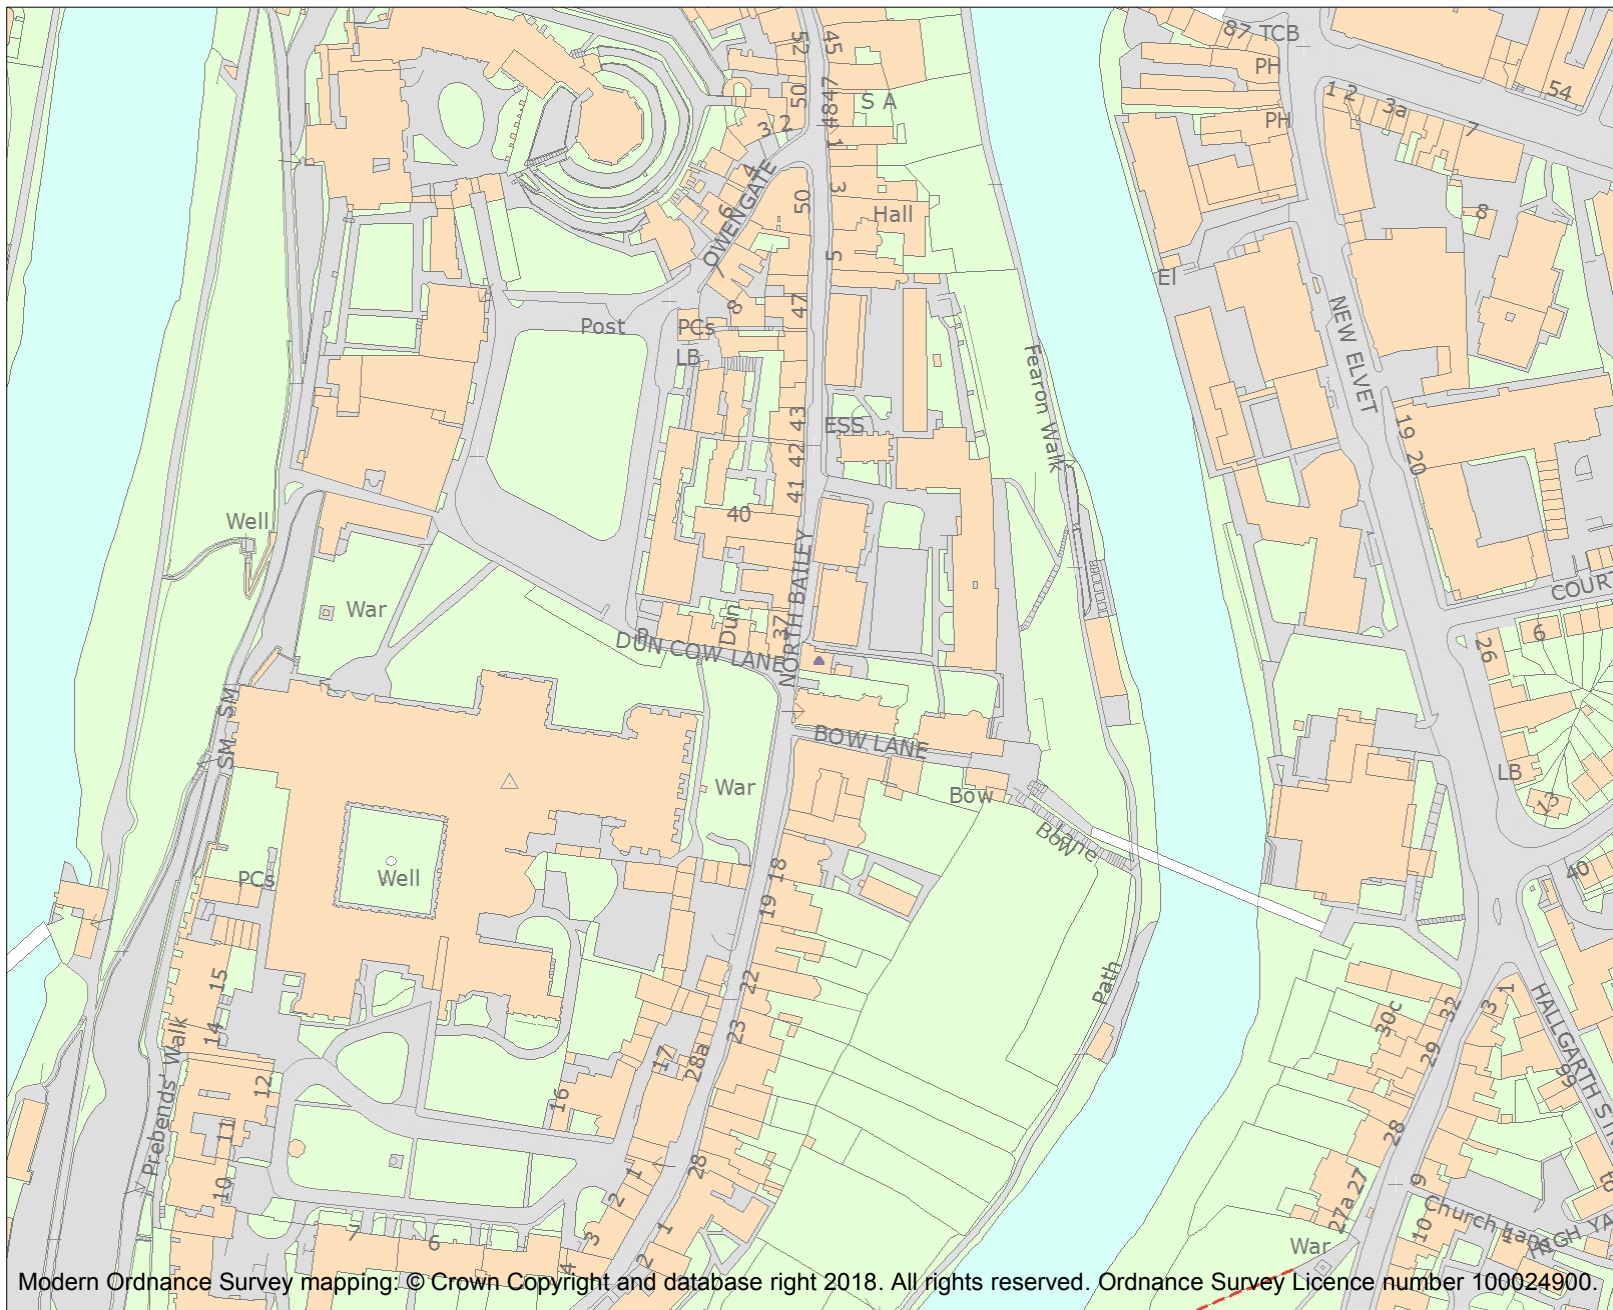 52
45
87
TCB
PH
54
50
47
48
S A
1 2
3a
7
3 2
1
PH
4
OWENGATE
6
50
3
Hall
8
5
7
EI
8
47
NEW ELVET
Post
PCs
LB
Fearon Walk
43
ESS
42
41
19
20
Well
40
NORTH BAILEY
War
Dun
37
DUN COW LANE
COURT
6
26
SM
SM
BOW LANE
War
Bow
LB
13
Bow
Lane
PCs
Well
18
40
19
15
22
Path
14
23
30c
32
3
1
HALLGARTH STR
Prebends' Walk
17
28a
29
99
12
16
11
28
10
1
28
27
9
2
27a
Church Lane
10
3
1
War
HIGH YA
7
6
4
2
Modern Ordnance Survey mapping: © Crown Copyright and database right 2018. All rights reserved. Ordnance Survey Licence number 100024900.